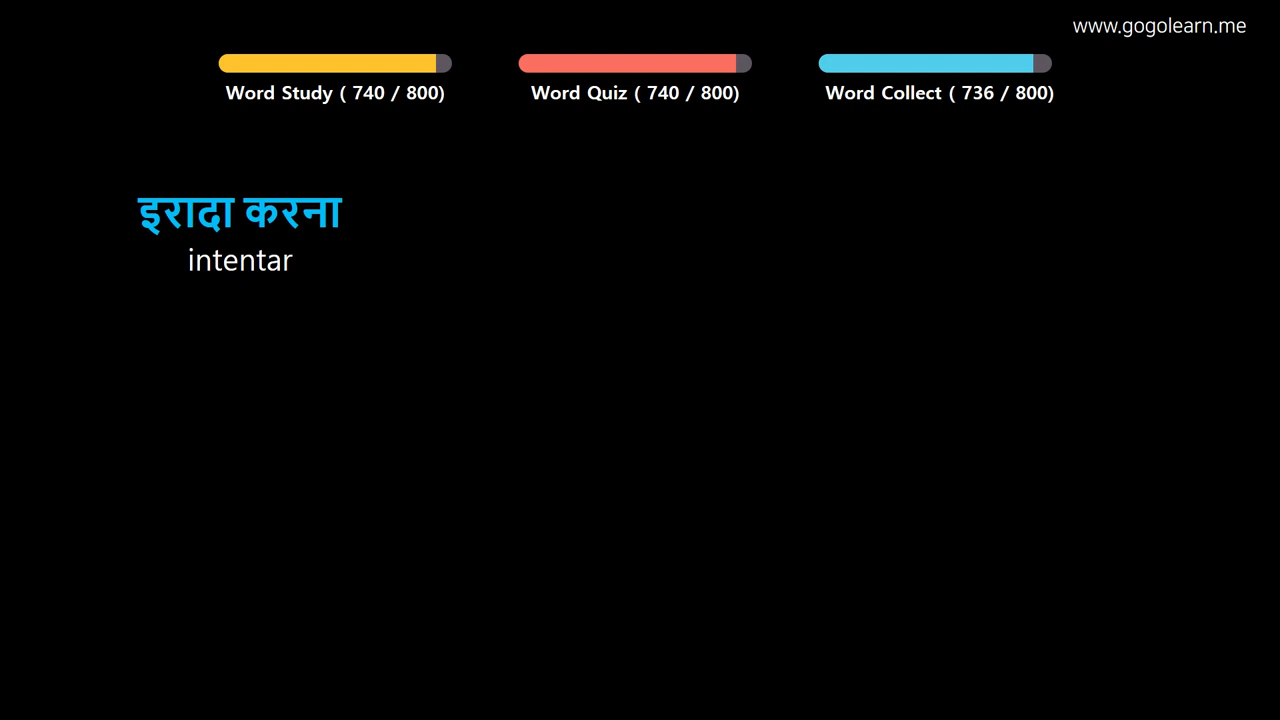 www.gogolearn.me
Word Study ( 740 / 800)
Word Quiz ( 740 / 800)
Word Collect ( 736 / 800)
इरादा करना
intentar